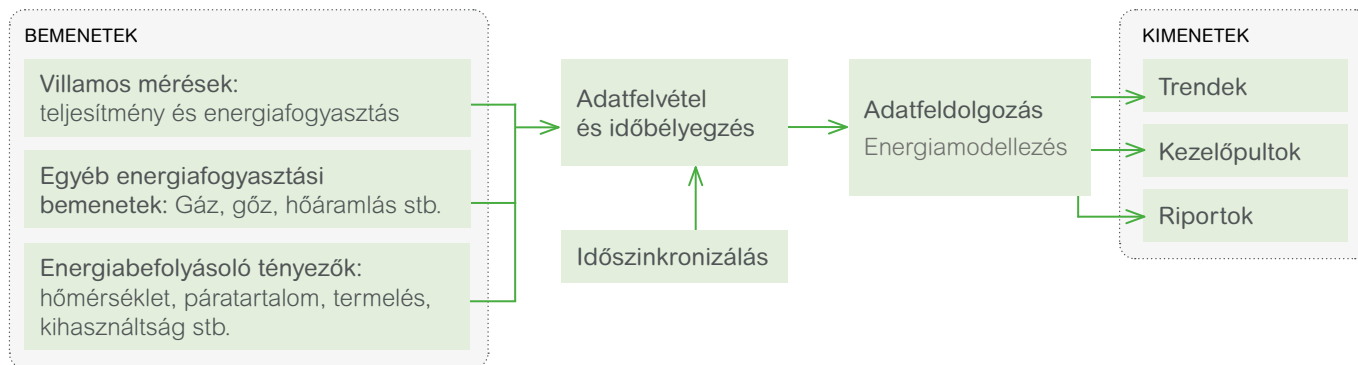 BEMENETEK
Villamos mérések:
teljesítmény és energiafogyasztás
Egyéb energiafogyasztási
bemenetek: Gáz, gőz, hőáramlás stb.
Energiabefolyásoló tényezők:
hőmérséklet, páratartalom, termelés,
kihasználtság stb.
Adatfelvétel
és időbélyegzés
Időszinkronizálás
Adatfeldolgozás
Energiamodellezés
KIMENETEK
Trendek
Kezelőpultok
Riportok